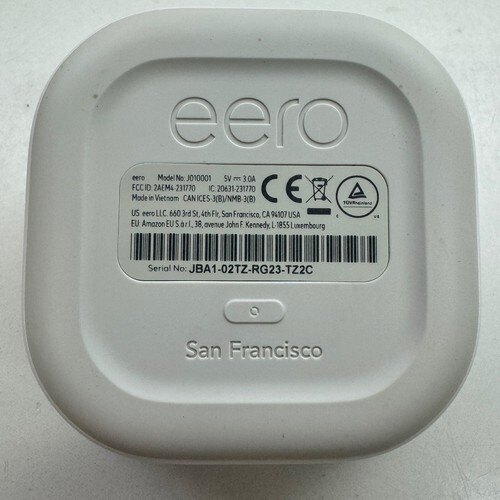 eero
eero Model No: J010001 5V ⎓ 3.0A
FCC ID: 2AEM4-231770 IC: 20631-231770
Made in Vietnam CAN ICES-3(B)/NMB-3(B)
CE
TÜVRheinland
US: eero LLC. 660 3rd St, 4th Flr, San Francisco, CA 94107 USA
EU: Amazon EU S.à r.l., 38, avenue John F. Kennedy, L-1855 Luxembourg
Serial No: JBA1-02TZ-RG23-TZ2C
San Francisco